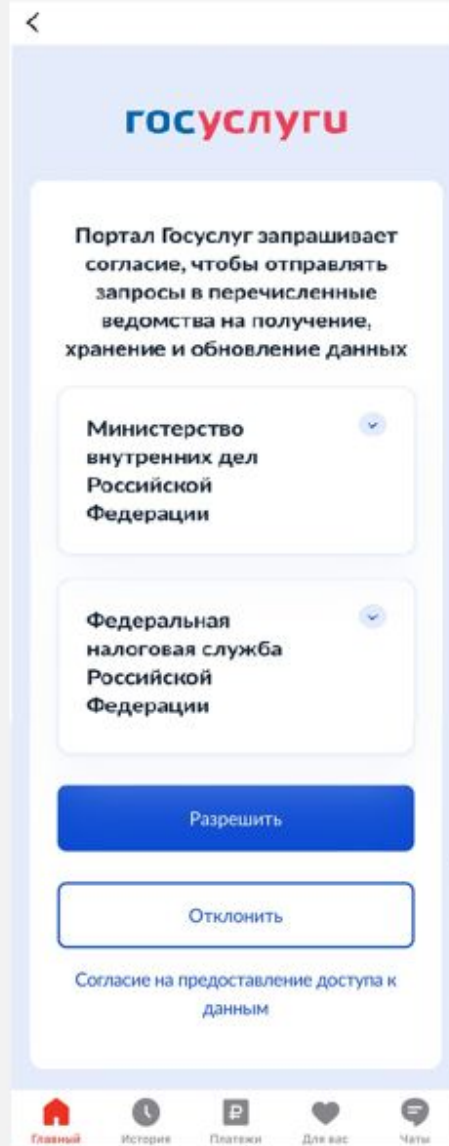 госуслуги
Портал Госуслуг запрашивает
согласие, чтобы отправлять
запросы в перечисленные
ведомства на получение,
хранение и обновление данных
Министерство
внутренних дел
Российской
Федерации
Федеральная
налоговая служба
Российской
Федерации
Разрешить
Отклонить
Согласие на предоставление доступа к
данным
Главный История Платежи Для вас Чаты